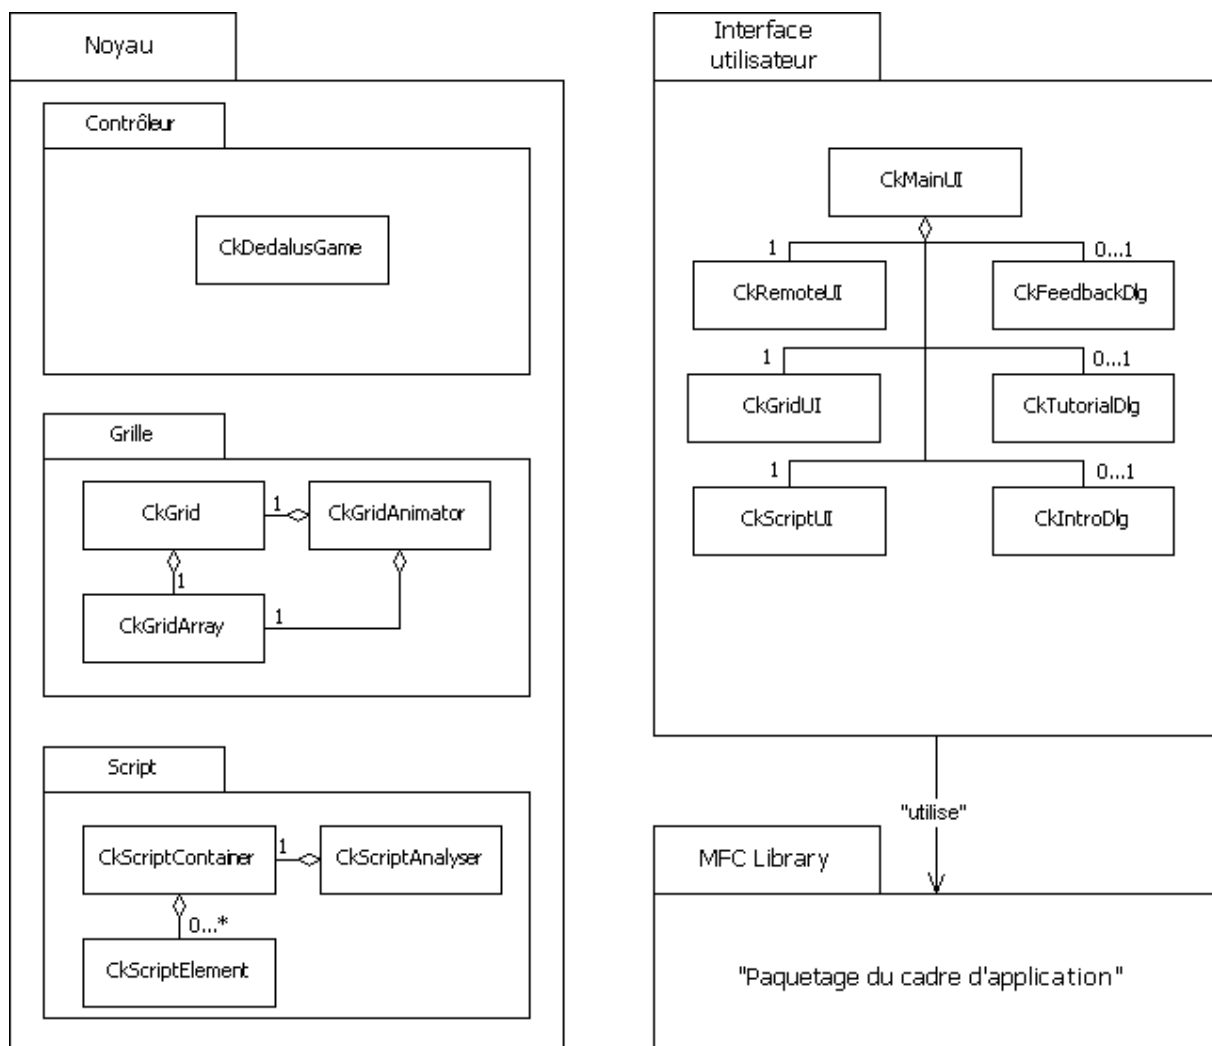 Noyau
Contrôleur
CkDedalusGame
Grille
CkGrid
1
CkGridAnimator
1
CkGridArray
1
Script
CkScriptContainer
1
CkScriptAnalyser
0...*
CkScriptElement
Interface
utilisateur
CkMainUI
1
0...1
CkRemoteUI
CkFeedbackDlg
1
0...1
CkGridUI
CkTutorialDlg
1
0...1
CkScriptUI
CkIntroDlg
"utilise"
MFC Library
"Paquetage du cadre d'application"